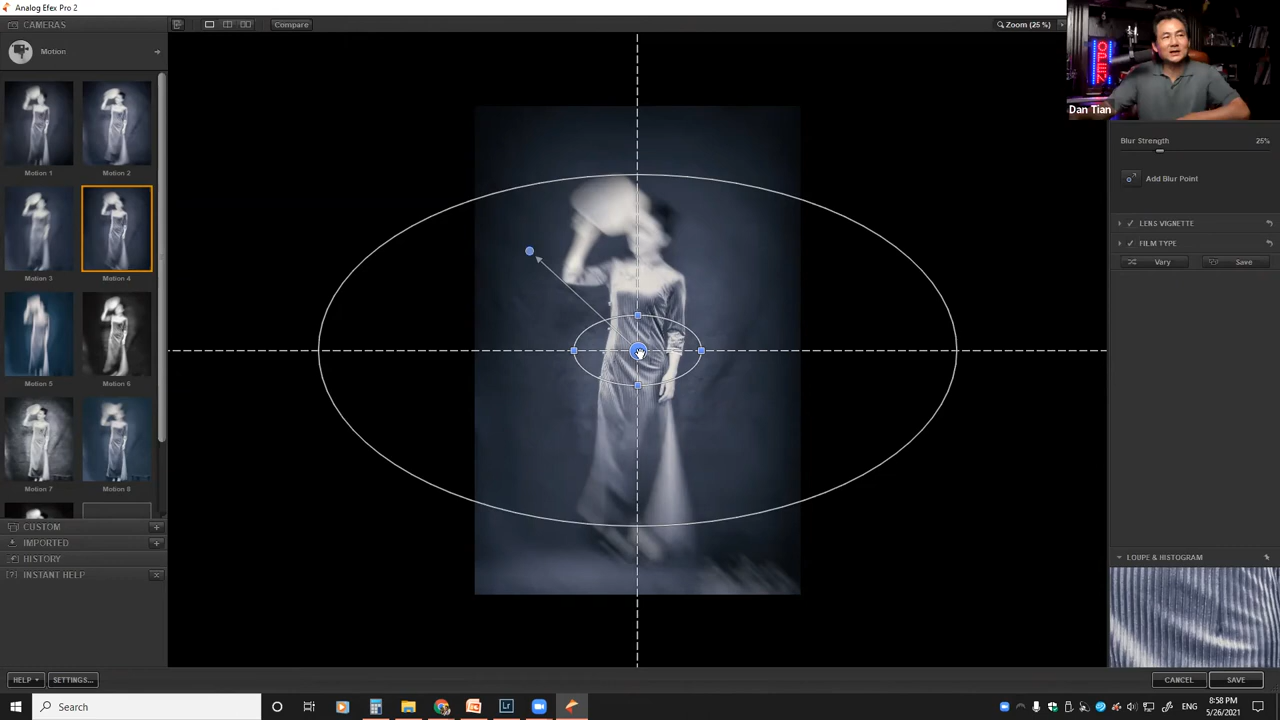 Analog Efex Pro 2
CAMERAS
Compare
Zoom (25 %)
Motion
OPEN
Dan Tian
Blur Strength 25%
Add Blur Point
LENS VIGNETTE
FILM TYPE
Vary
Save
Motion 1
Motion 2
Motion 3
Motion 4
Motion 5
Motion 6
Motion 7
Motion 8
CUSTOM
IMPORTED
HISTORY
[?] INSTANT HELP
LOUPE & HISTOGRAM
HELP
SETTINGS...
CANCEL
SAVE
Search
ENG
8:58 PM
5/26/2021